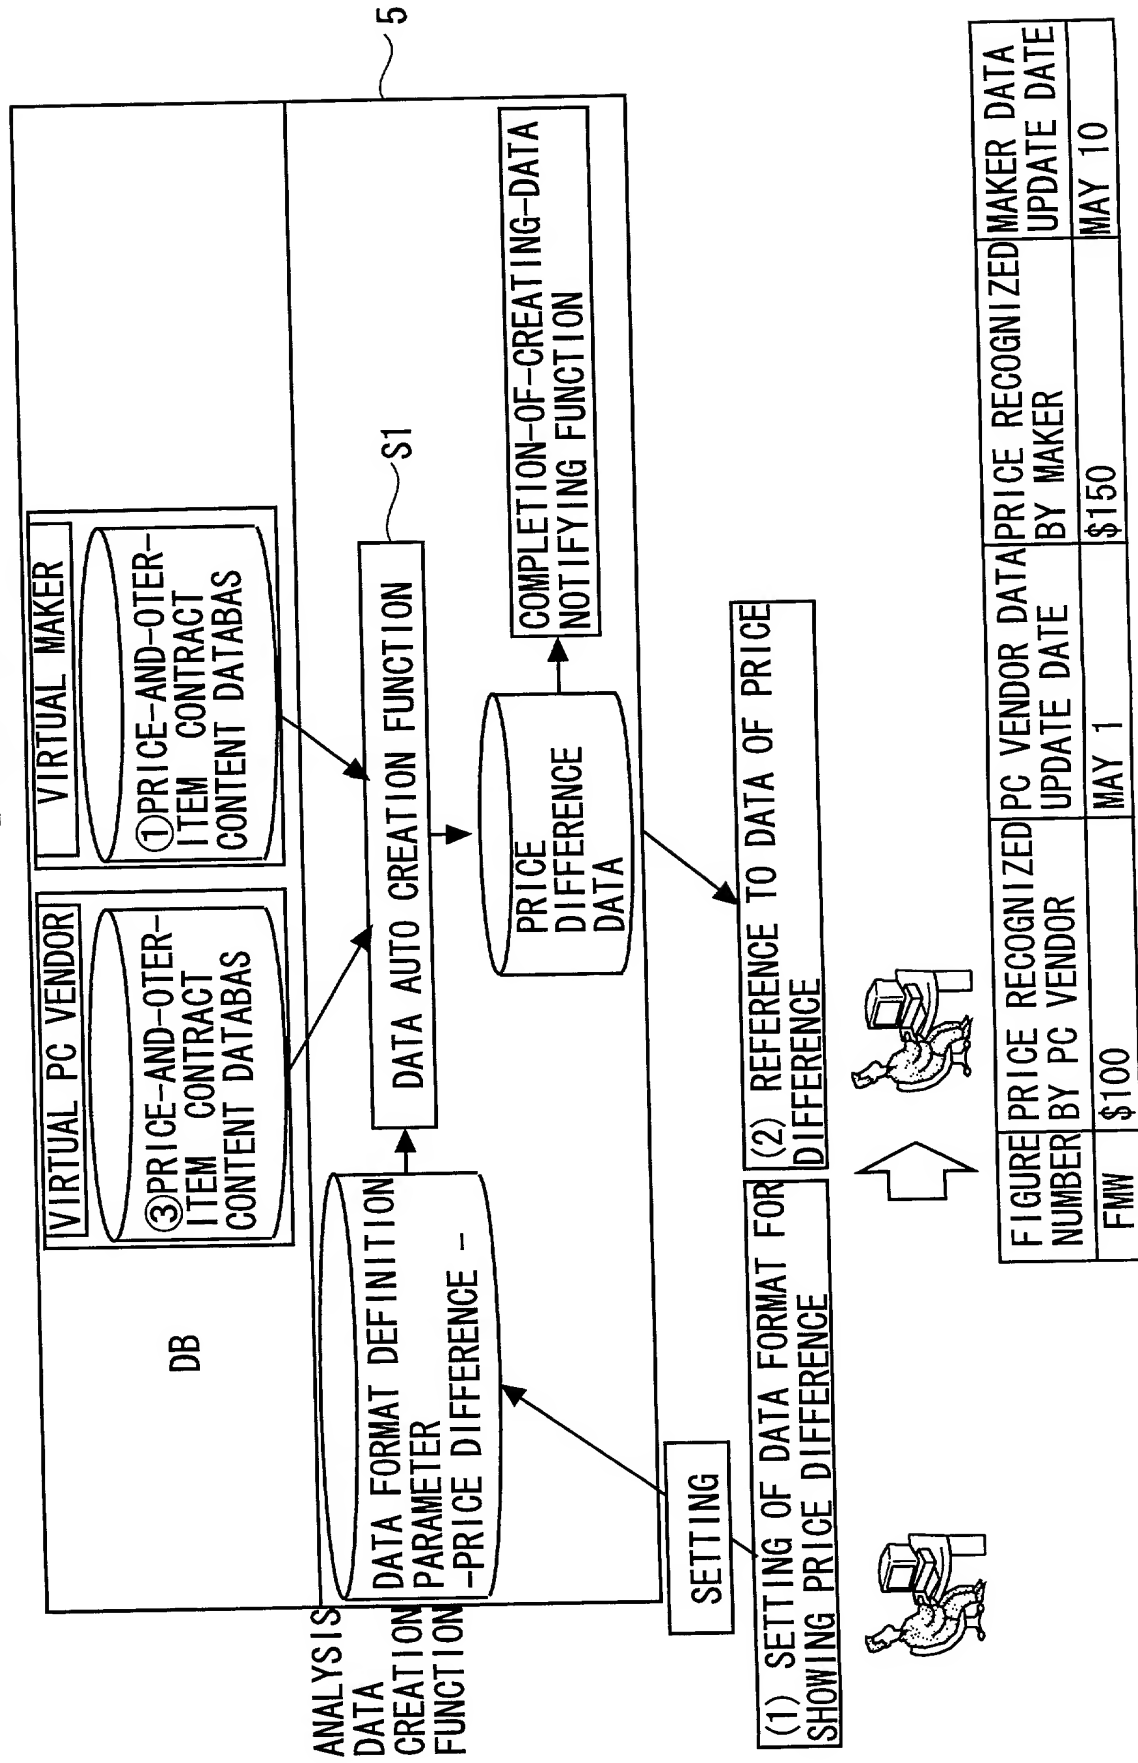 5
DB
VIRTUAL PC VENDOR
③PRICE-AND-OTER-
ITEM CONTRACT
CONTENT DATABAS
VIRTUAL MAKER
①PRICE-AND-OTER-
ITEM CONTRACT
CONTENT DATABAS
ANALYSIS
DATA
CREATION
FUNCTION
DATA FORMAT DEFINITION
PARAMETER
-PRICE DIFFERENCE -
DATA AUTO CREATION FUNCTION
S1
PRICE
DIFFERENCE
DATA
COMPLETION-OF-CREATING-DATA
NOTIFYING FUNCTION
SETTING
(1) SETTING OF DATA FORMAT FOR
SHOWING PRICE DIFFERENCE
(2) REFERENCE TO DATA OF PRICE
DIFFERENCE
FIGURE NUMBER
PRICE RECOGNIZED BY PC VENDOR
PC VENDOR DATA UPDATE DATE
PRICE RECOGNIZED BY MAKER
MAKER DATA UPDATE DATE
FMW $100 MAY 1 $150 MAY 10